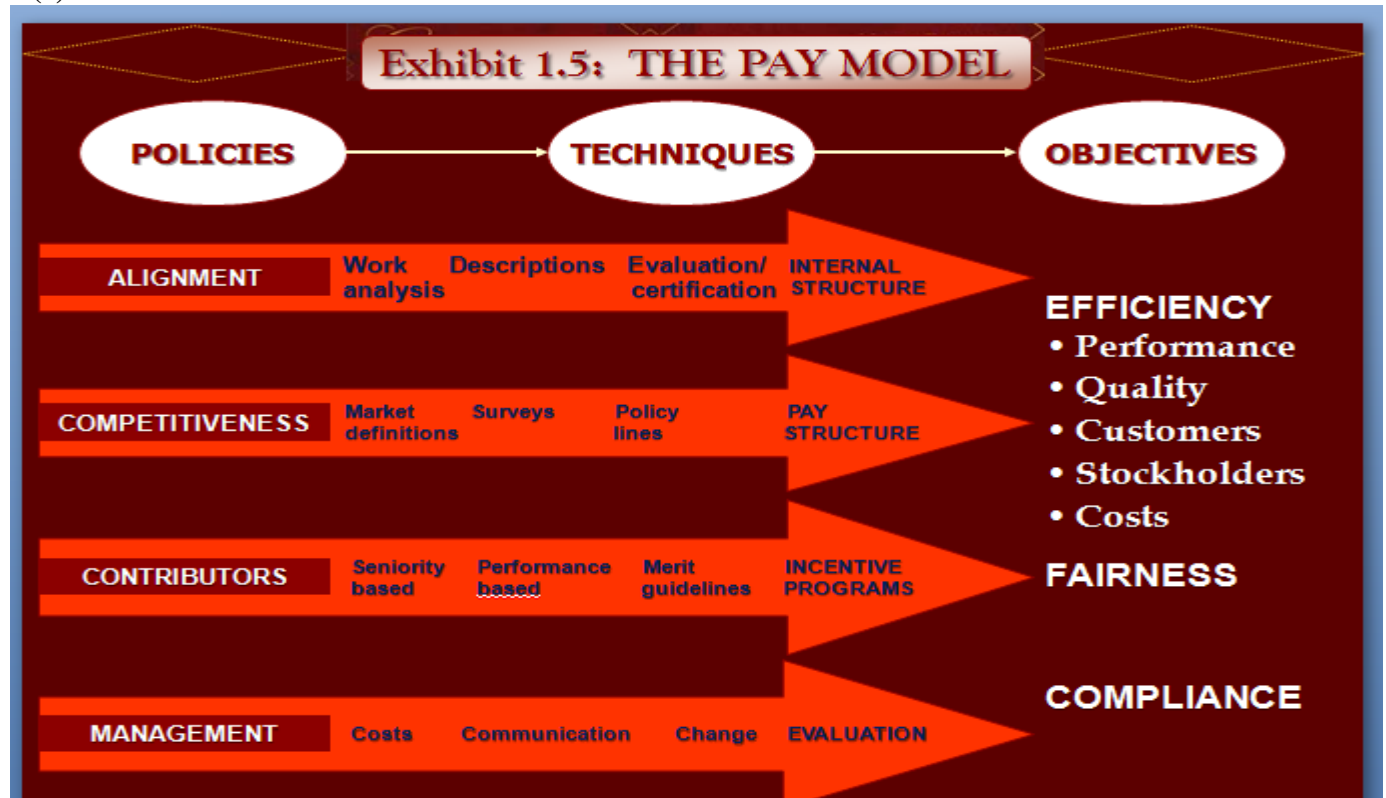 Exhibit 1.5: THE PAY MODEL
POLICIES
TECHNIQUES
OBJECTIVES
ALIGNMENT
Work
analysis
Descriptions
Evaluation/
certification
INTERNAL
STRUCTURE
COMPETITIVENESS
Market
definitions
Surveys
Policy
lines
PAY
STRUCTURE
CONTRIBUTORS
Seniority
based
Performance
based
Merit
guidelines
INCENTIVE
PROGRAMS
MANAGEMENT
Costs
Communication
Change
EVALUATION
EFFICIENCY
• Performance
• Quality
• Customers
• Stockholders
• Costs
FAIRNESS
COMPLIANCE